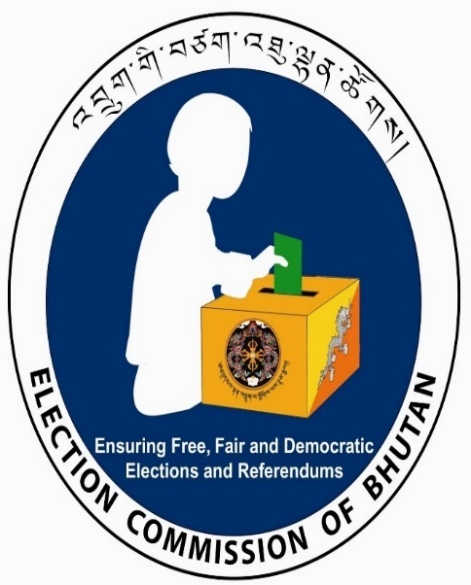 འབྲུག་གི་བཙག་འཐུ་ལྷན་ཚོགས།
Ensuring Free, Fair and Democratic
Elections and Referendums
ELECTION COMMISSION OF BHUTAN